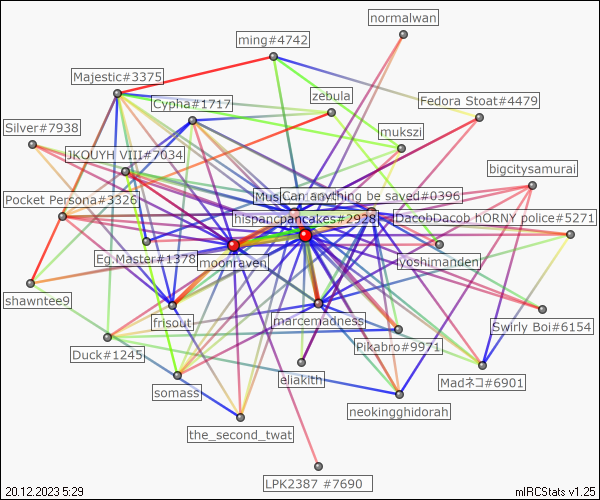 normalwan
ming#4742
Majestic#3375
zebula
Cypha#1717
Fedora Stoat#4479
Silver#7938
mukszi
JKOUYH VIII#7034
bigcitysamurai
Mus
Can anything be saved#0396
Pocket Persona#3326
hispancpancakes#2928
DacobDacob hORNY police#5271
Eg.Master#1378
moonraven
yoshimanden
shawntee9
frisout
marcemadness
Swirly Boi#6154
Duck#1245
Pikabro#9971
eliakith
Madネコ#6901
somass
neokingghidorah
the_second_twat
LPK2387 #7690
20.12.2023 5:29
mIRCStats v1.25